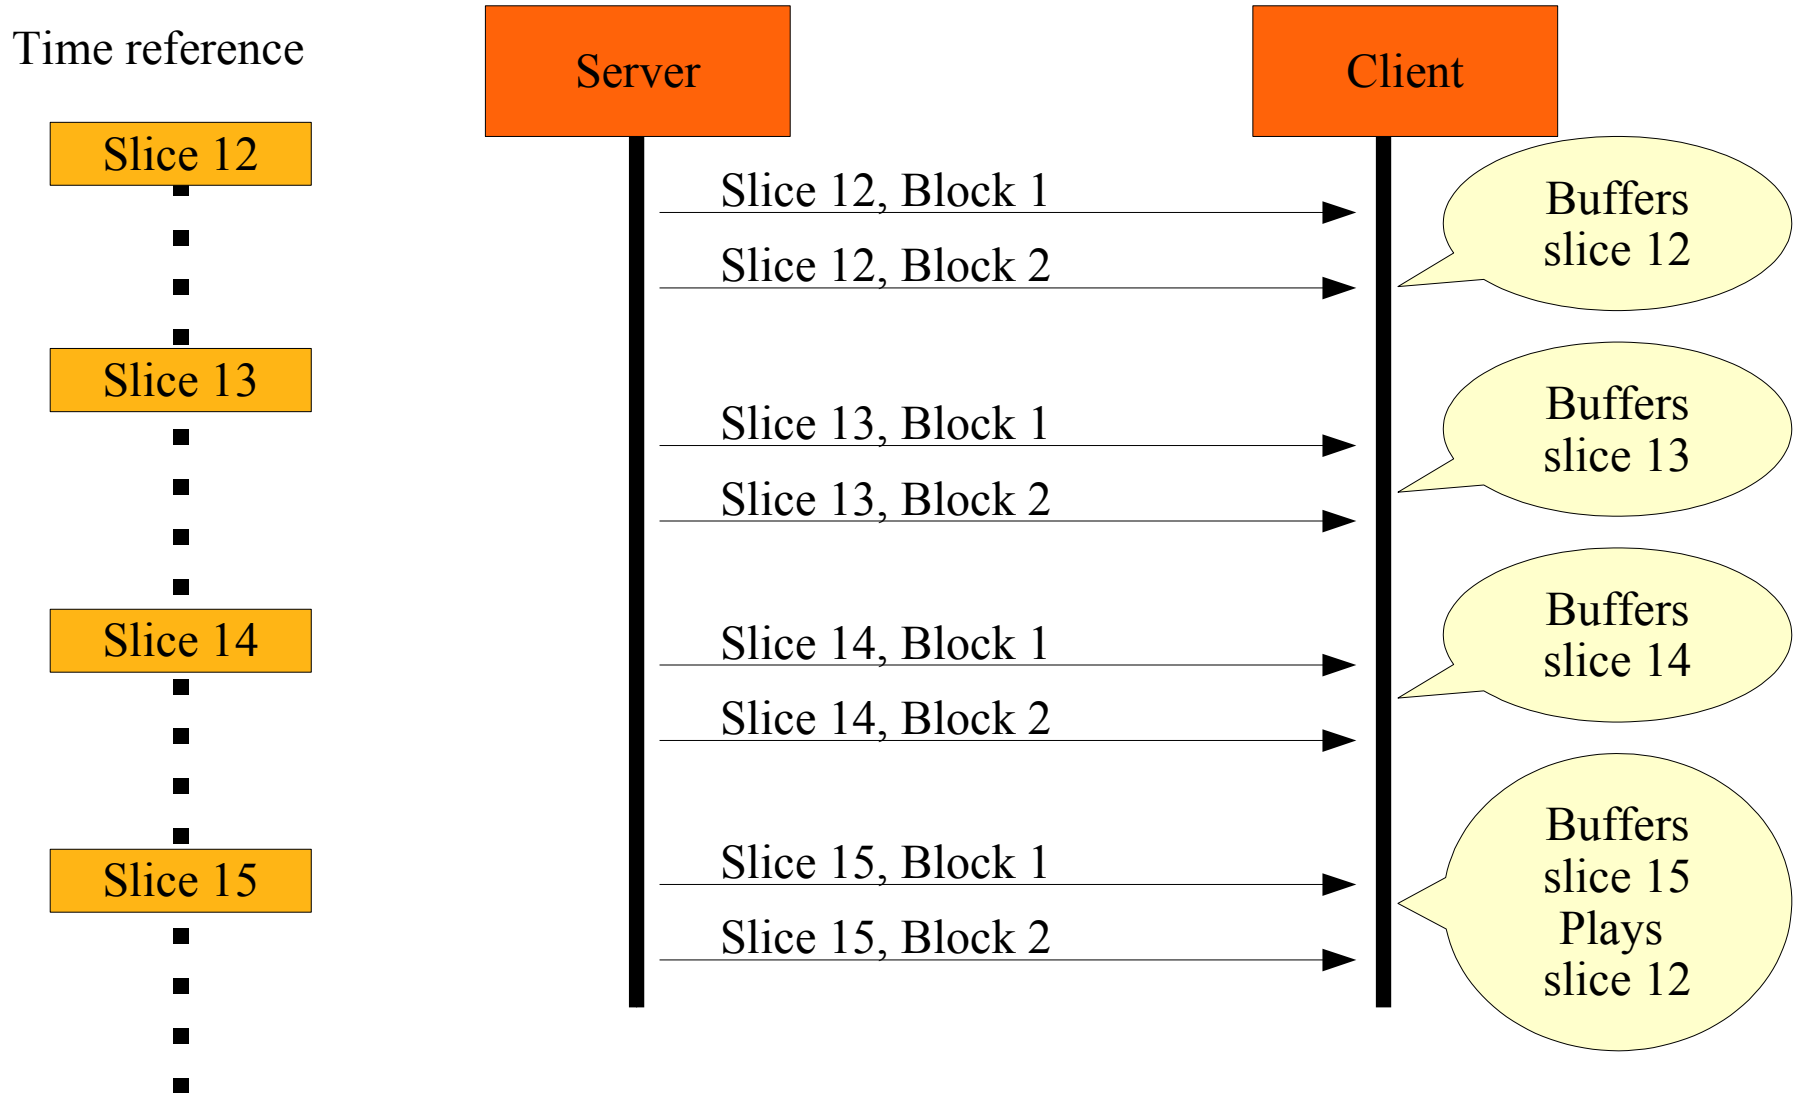 Time reference
Server
Client
Slice 12
Slice 12, Block 1
Slice 12, Block 2
Buffers
slice 12
Slice 13
Slice 13, Block 1
Slice 13, Block 2
Buffers
slice 13
Slice 14
Slice 14, Block 1
Slice 14, Block 2
Buffers
slice 14
Slice 15
Slice 15, Block 1
Slice 15, Block 2
Buffers
slice 15
Plays
slice 12